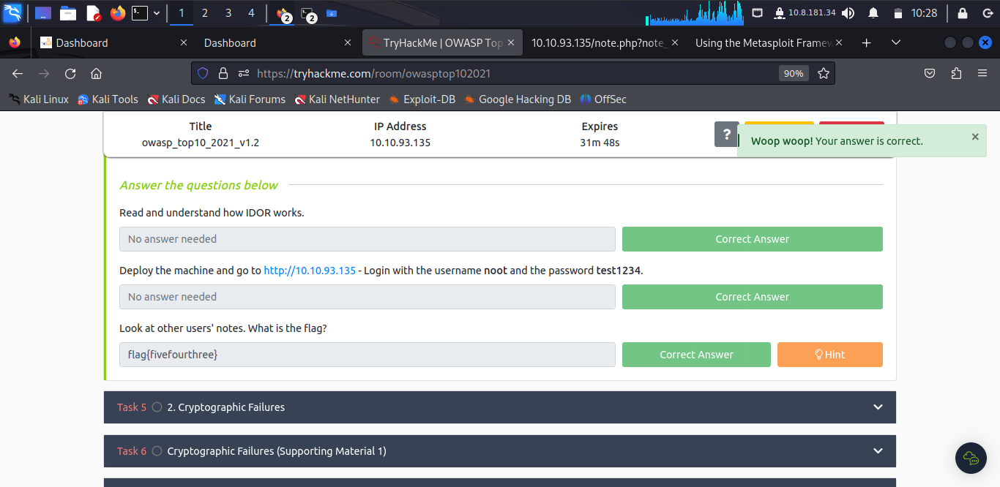 1 2 3 4 2 2 10.8.181.34 10:28
Dashboard Dashboard TryHackMe | OWASP Top 10.10.93.135/note.php?note_ Using the Metasploit Framew
https://tryhackme.com/room/owasptop102021 90%
Kali Linux Kali Tools Kali Docs Kali Forums Kali NetHunter Exploit-DB Google Hacking DB OffSec
Title IP Address Expires
owasp_top10_2021_v1.2 10.10.93.135 31m 48s ?
Woop woop! Your answer is correct.
Answer the questions below
Read and understand how IDOR works.
No answer needed Correct Answer
Deploy the machine and go to http://10.10.93.135 - Login with the username noot and the password test1234.
No answer needed Correct Answer
Look at other users' notes. What is the flag?
flag{fivefourthree} Correct Answer Hint
Task 5 2. Cryptographic Failures
Task 6 Cryptographic Failures (Supporting Material 1)